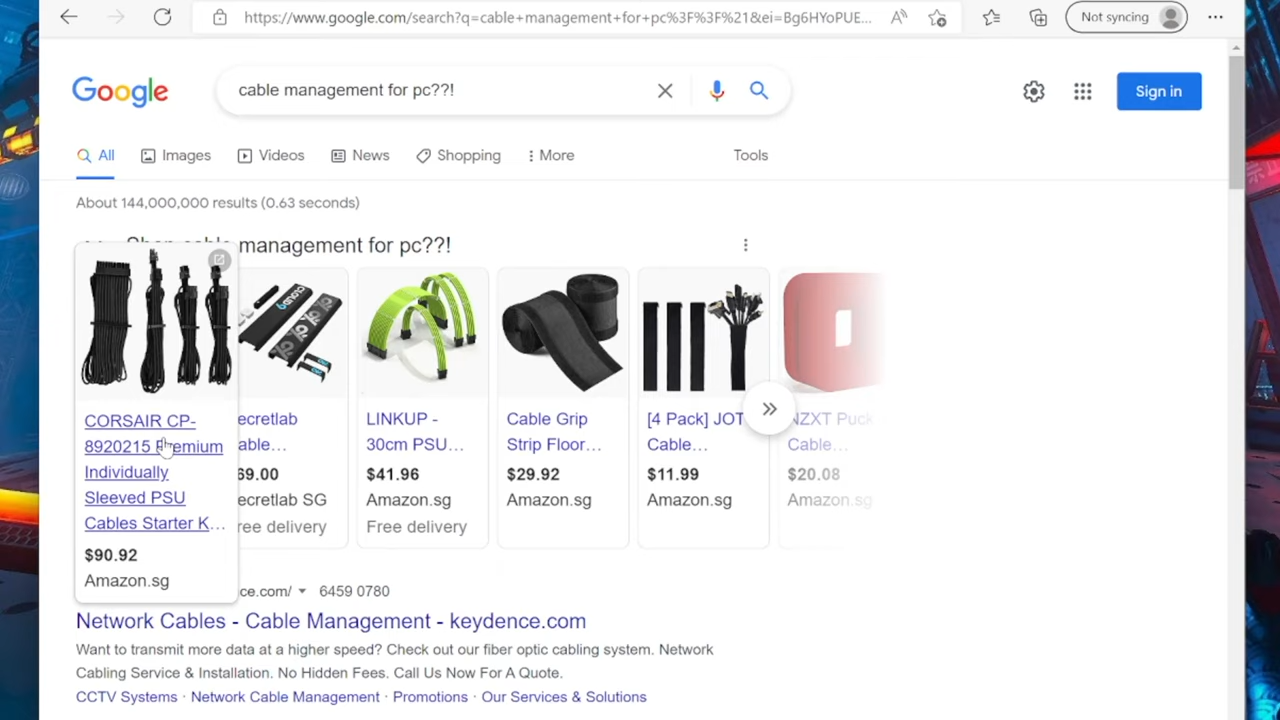 https://www.google.com/search?q=cable+management+for+pc%3F%3F%21&ei=Bg6HYoPUE...
Not syncing
Google
cable management for pc??!
Sign in
All
Images
Videos
News
Shopping
More
Tools
About 144,000,000 results (0.63 seconds)
Shop cable management for pc??!
CORSAIR CP-
8920215 Premium
Individually
Sleeved PSU
Cables Starter K...
$90.92
Amazon.sg
ecretlab
able...
69.00
ecretlab SG
ree delivery
LINKUP -
30cm PSU...
$41.96
Amazon.sg
Free delivery
Cable Grip
Strip Floor...
$29.92
Amazon.sg
[4 Pack] JOT
Cable...
$11.99
Amazon.sg
NZXT Puck
Cable...
$20.08
Amazon.sg
ce.com/ 6459 0780
Network Cables - Cable Management - keydence.com
Want to transmit more data at a higher speed? Check out our fiber optic cabling system. Network
Cabling Service & Installation. No Hidden Fees. Call Us Now For A Quote.
CCTV Systems · Network Cable Management · Promotions · Our Services & Solutions